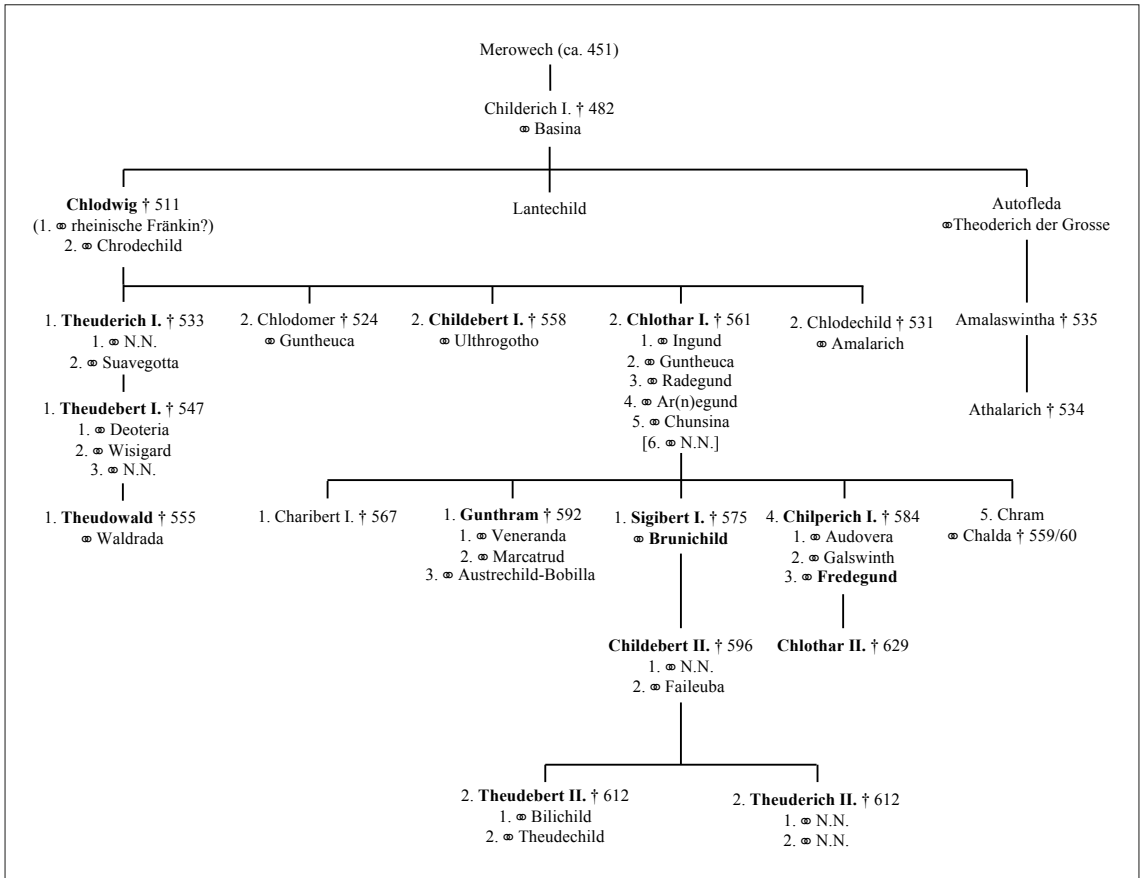 Merowech (ca. 451)
Childerich I. † 482
⚭ Basina
Chlodwig † 511
(1. ⚭ rheinische Fränkin?)
2. ⚭ Chrodechild
Lantechild
Autofleda
⚭Theoderich der Grosse
1. Theuderich I. † 533
1. ⚭ N.N.
2. ⚭ Suavegotta
2. Chlodomer † 524
⚭ Guntheuca
2. Childebert I. † 558
⚭ Ulthrogotho
2. Chlothar I. † 561
1. ⚭ Ingund
2. ⚭ Guntheuca
3. ⚭ Radegund
4. ⚭ Ar(n)egund
5. ⚭ Chunsina
[6. ⚭ N.N.]
2. Chlodechild † 531
⚭ Amalarich
Amalaswintha † 535
1. Theudebert I. † 547
1. ⚭ Deoteria
2. ⚭ Wisigard
3. ⚭ N.N.
Athalarich † 534
1. Theudowald † 555
⚭ Waldrada
1. Charibert I. † 567
1. Gunthram † 592
1. ⚭ Veneranda
2. ⚭ Marcatrud
3. ⚭ Austrechild-Bobilla
1. Sigibert I. † 575
⚭ Brunichild
4. Chilperich I. † 584
1. ⚭ Audovera
2. ⚭ Galswinth
3. ⚭ Fredegund
5. Chram
⚭ Chalda † 559/60
Childebert II. † 596
1. ⚭ N.N.
2. ⚭ Faileuba
Chlothar II. † 629
2. Theudebert II. † 612
1. ⚭ Bilichild
2. ⚭ Theudechild
2. Theuderich II. † 612
1. ⚭ N.N.
2. ⚭ N.N.